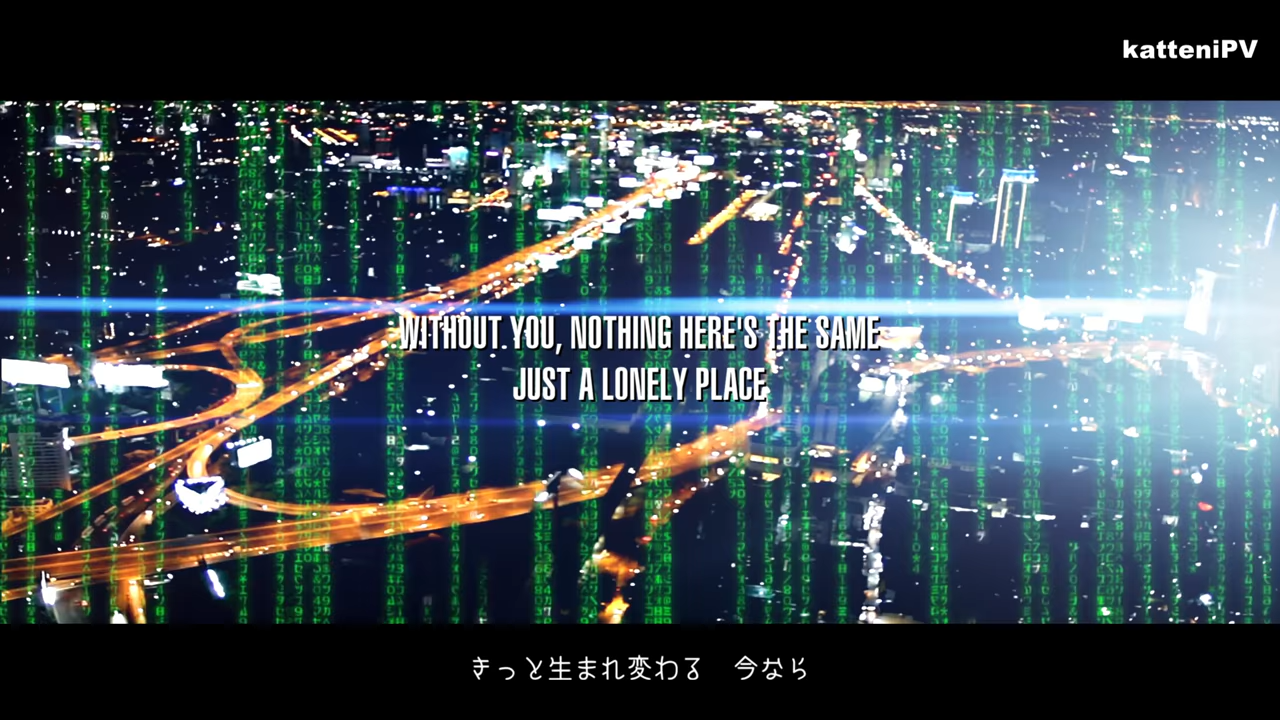 katteniPV
WITHOUT YOU, NOTHING HERE'S THE SAME
JUST A LONELY PLACE
きっと生まれ変わる　今なら